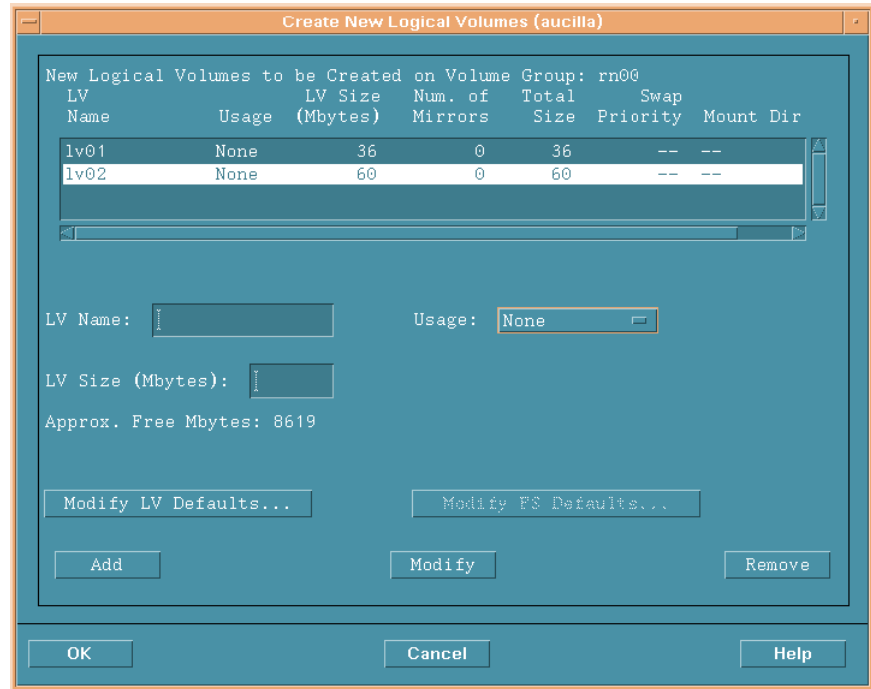 Create New Logical Volumes (aucilla)
New Logical Volumes to be Created on Volume Group: rn00
LV LV Size Num. of Total Swap
Name Usage (Mbytes) Mirrors Size Priority Mount Dir
lv01 None 36 0 36 -- --
lv02 None 60 0 60 -- --
LV Name: Usage: None
LV Size (Mbytes):
Approx. Free Mbytes: 8619
Modify LV Defaults... Modify FS Defaults...
Add Modify Remove
OK Cancel Help